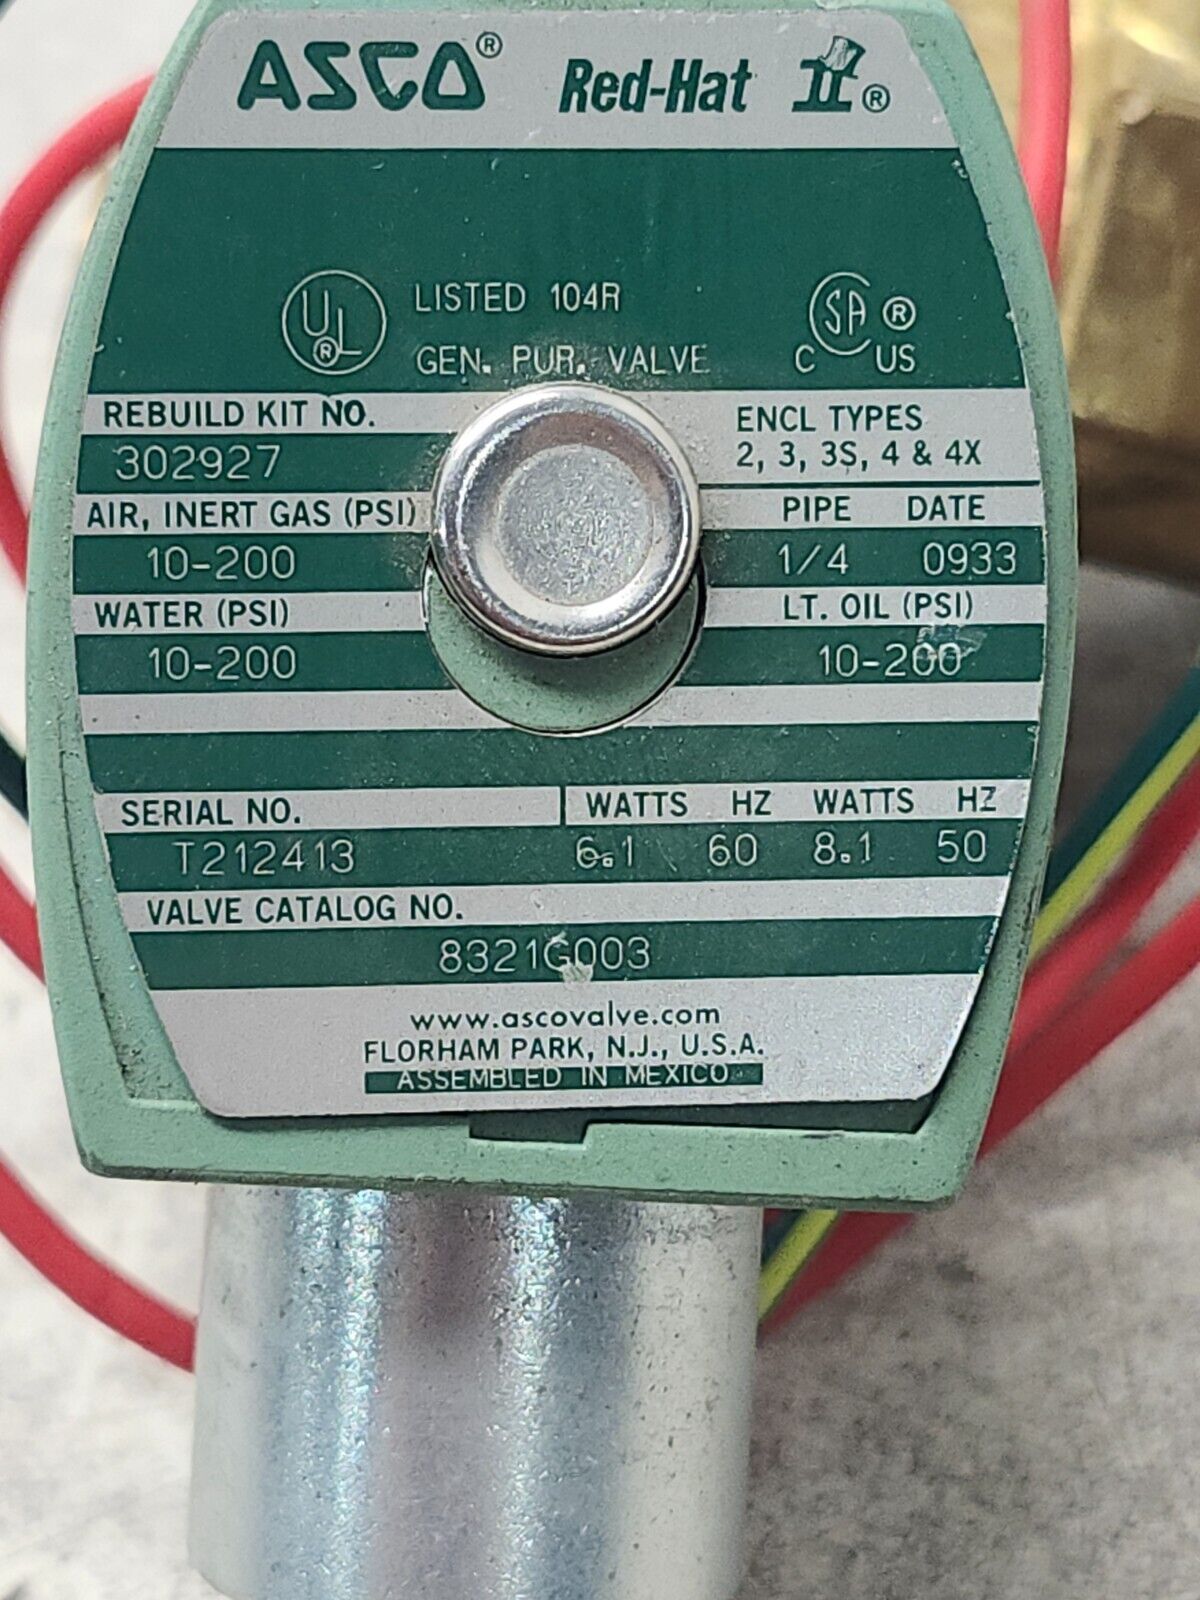 ASCO® Red-Hat II®
UL® LISTED 104R
GEN. PUR. VALVE
C SA® US
REBUILD KIT NO.
302927
ENCL TYPES
2, 3, 3S, 4 & 4X
AIR, INERT GAS (PSI)
10-200
PIPE DATE
1/4 0933
WATER (PSI)
10-200
LT. OIL (PSI)
10-200
SERIAL NO. WATTS HZ WATTS HZ
T212413 6.1 60 8.1 50
VALVE CATALOG NO.
8321G003
www.ascovalve.com
FLORHAM PARK, N.J., U.S.A.
ASSEMBLED IN MEXICO